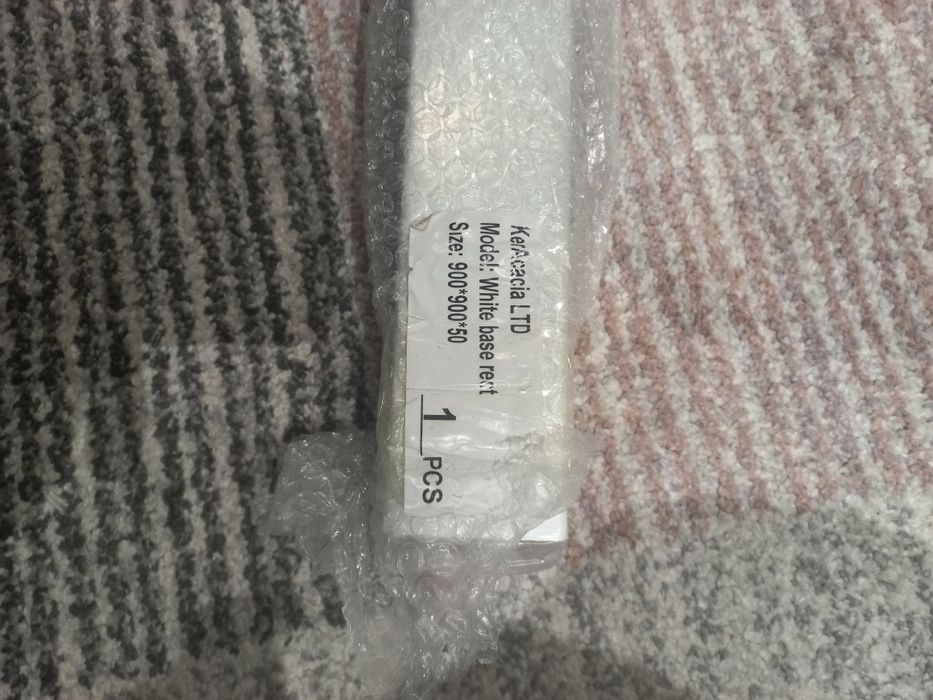 KerAcacia LTD
Model: White base rect
Size: 900*900*50
1 PCS